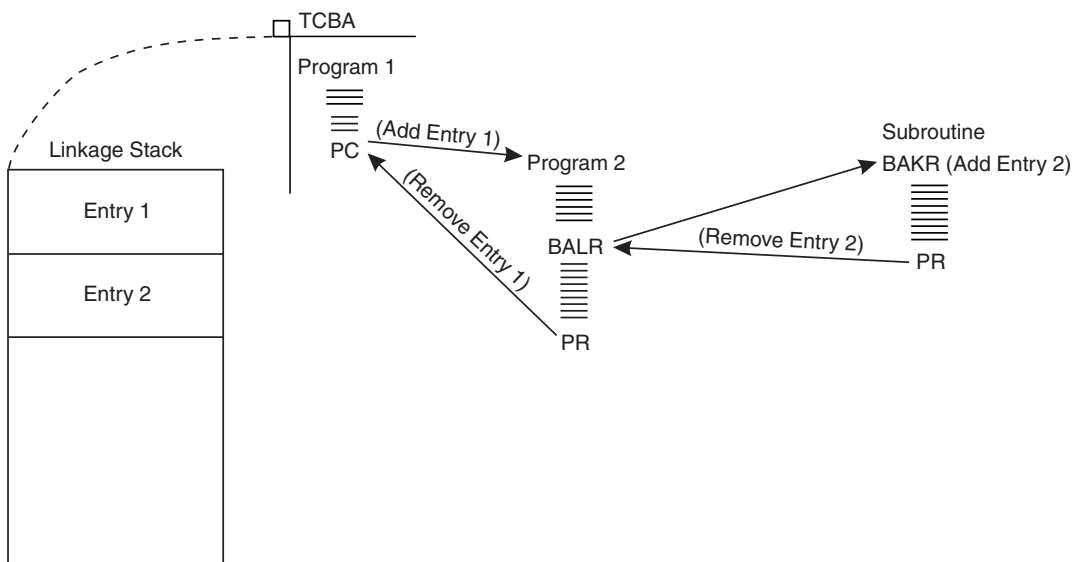 TCBA
Program 1
PC
(Add Entry 1)
(Remove Entry 1)
Program 2
BALR
PR
Subroutine
BAKR (Add Entry 2)
(Remove Entry 2)
PR
Linkage Stack
Entry 1
Entry 2